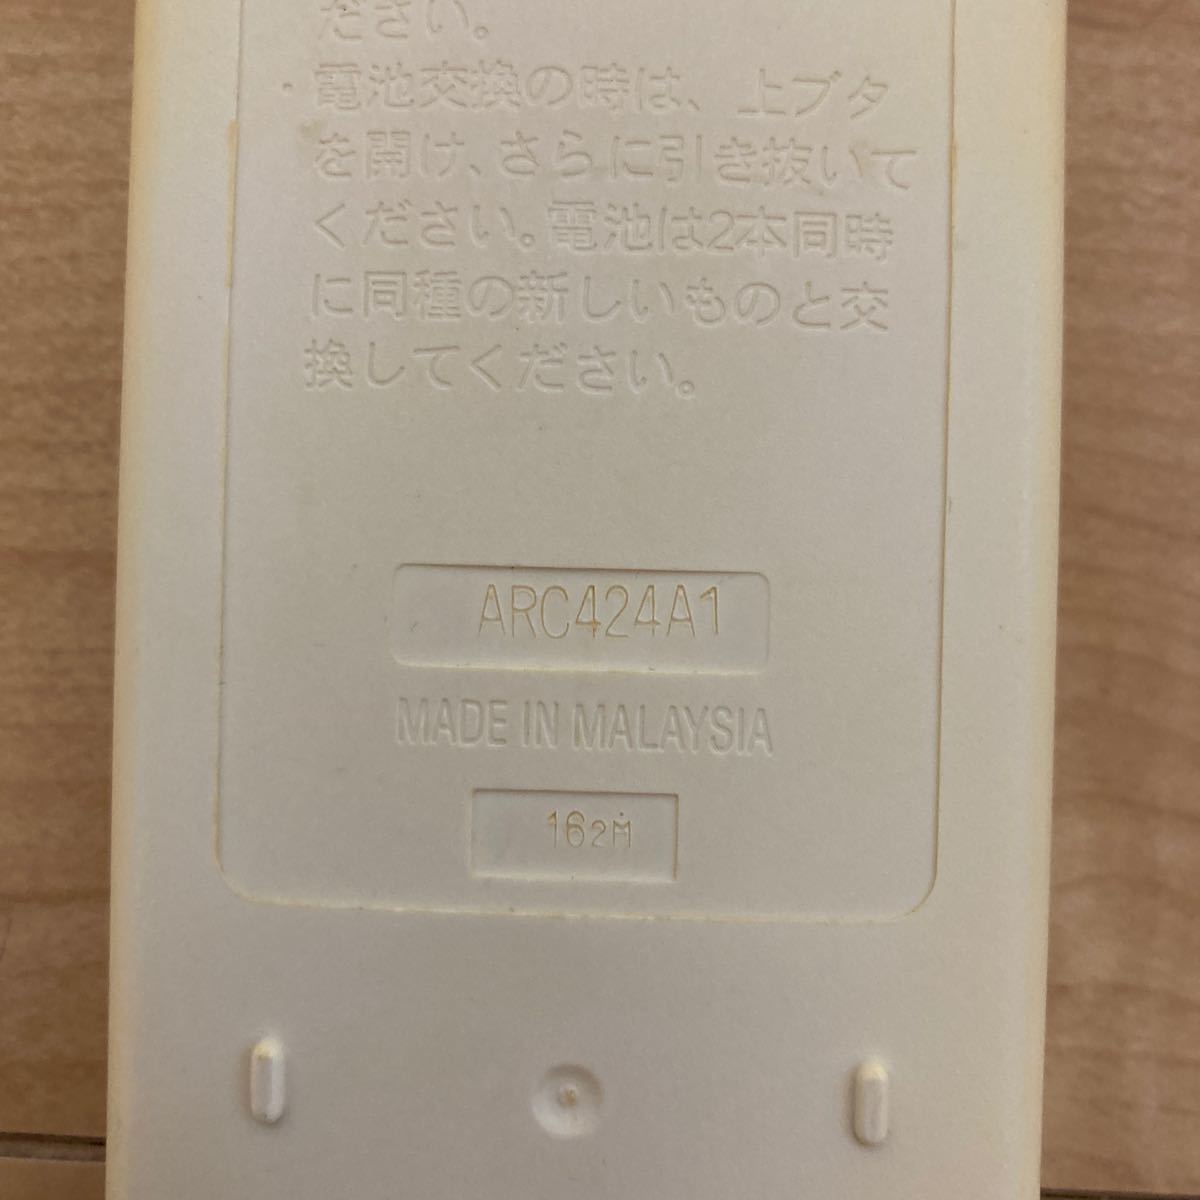 ださい。
・電池交換の時は、上ブタ
を開け、さらに引き抜いて
ください。電池は2本同時
に同種の新しいものと交
換してください。
ARC424A1
MADE IN MALAYSIA
162M